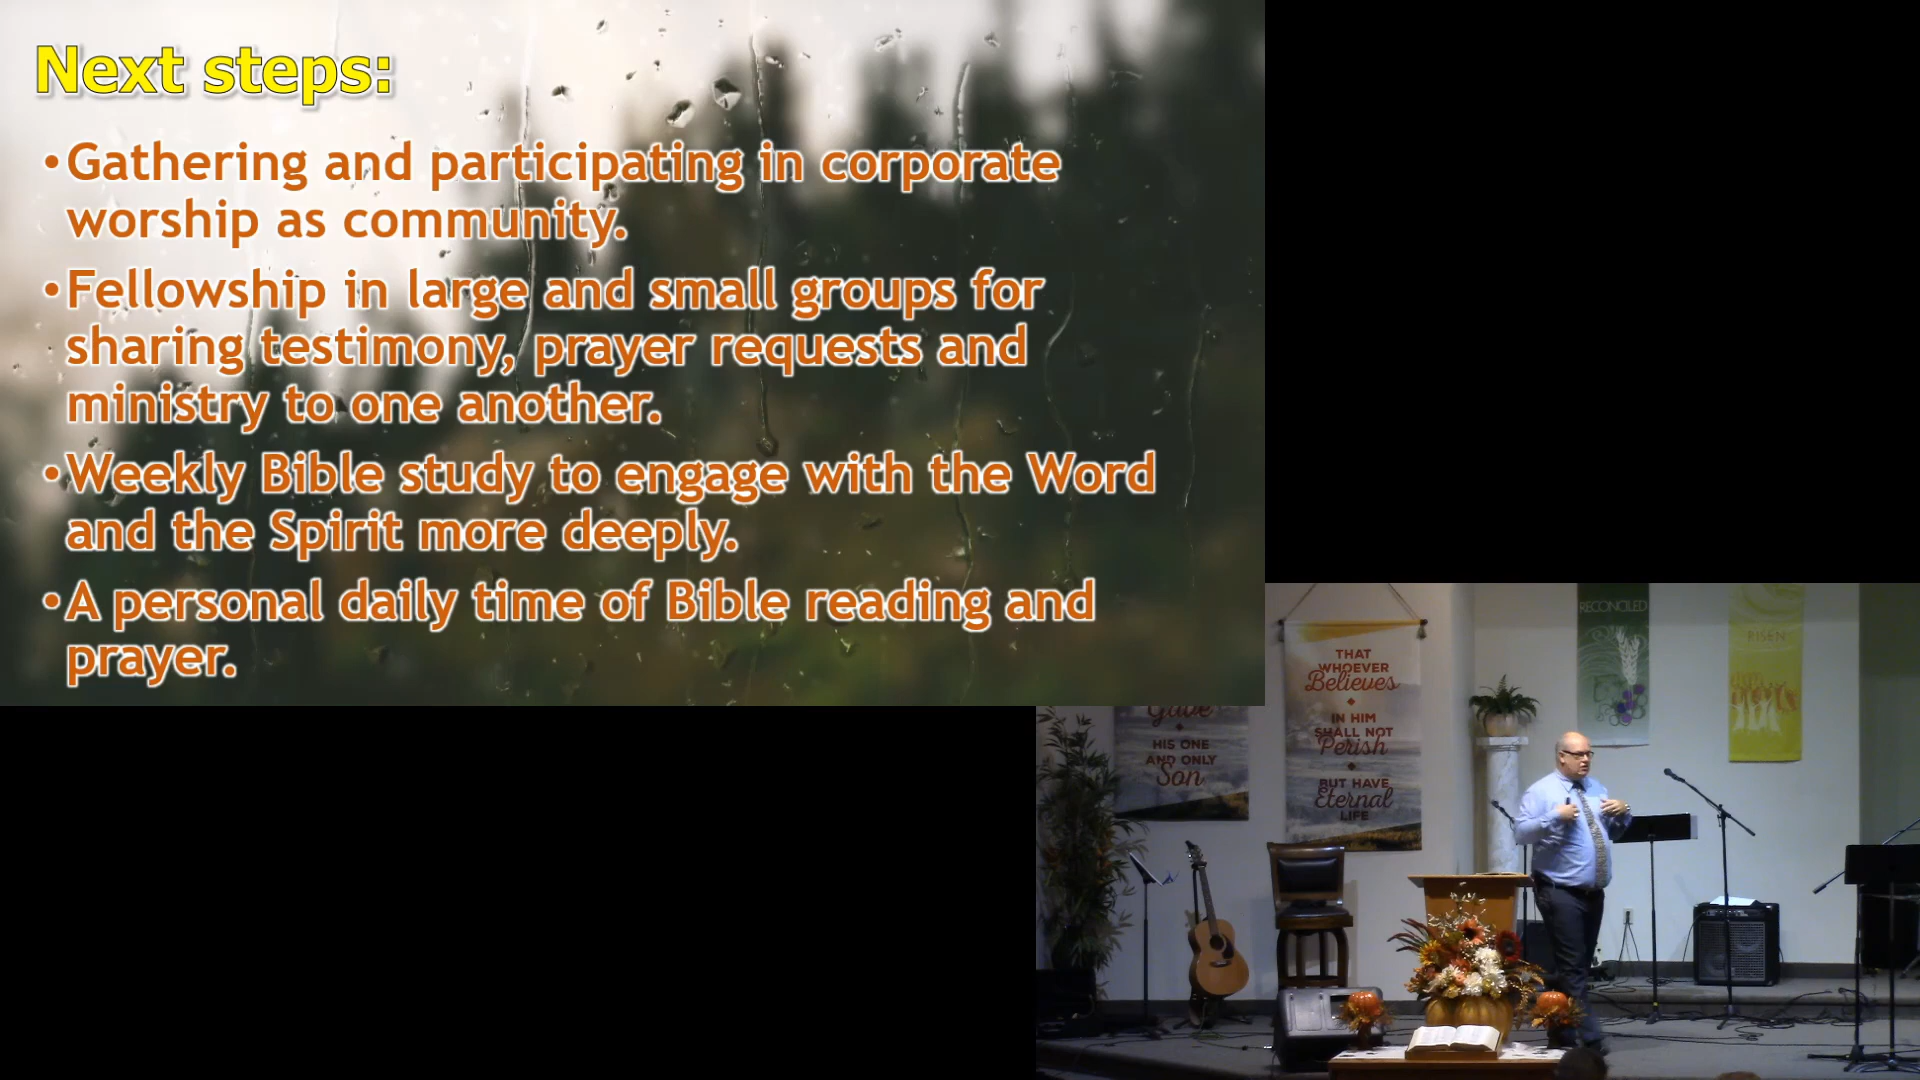 Next steps:
•Gathering and participating in corporate
worship as community.
•Fellowship in large and small groups for
sharing testimony, prayer requests and
ministry to one another.
•Weekly Bible study to engage with the Word
and the Spirit more deeply.
•A personal daily time of Bible reading and
prayer.
Gave
HIS ONE
AND ONLY
Son
THAT
WHOEVER
Believes
IN HIM
SHALL NOT
Perish
BUT HAVE
Eternal
LIFE
RECONCILED
RISEN